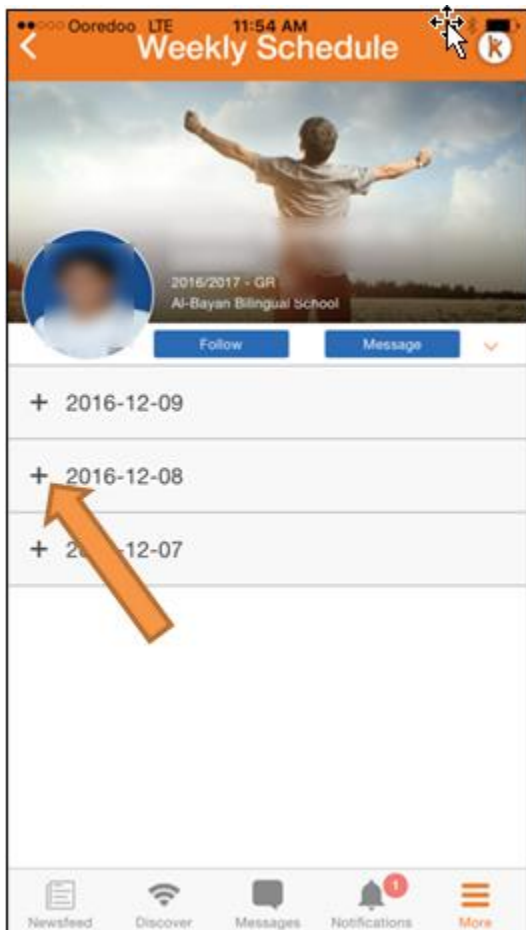 Ooredoo LTE 11:54 AM
Weekly Schedule
k
2016/2017 - GR
Al-Bayan Bilingual School
Follow Message
+ 2016-12-09
+ 2016-12-08
+ 2 -12-07
1
Newsfeed Discover Messages Notifications More